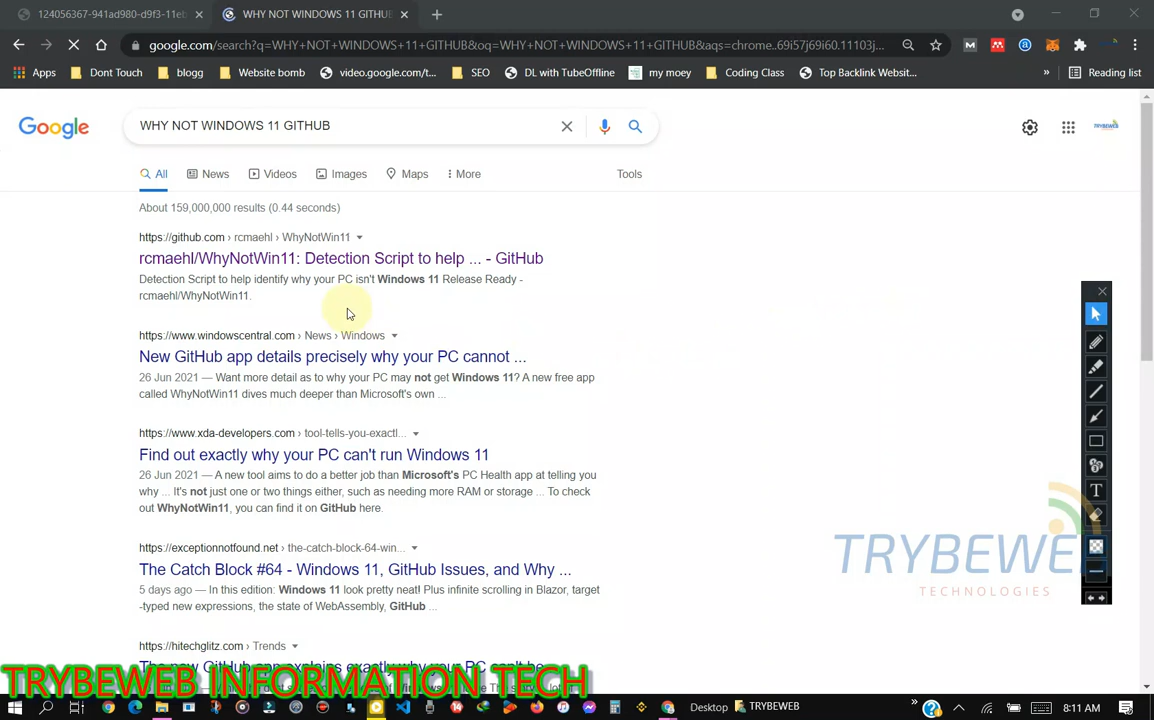 124056367-941ad980-d9f3-11eb
WHY NOT WINDOWS 11 GITHUB
google.com/search?q=WHY+NOT+WINDOWS+11+GITHUB&oq=WHY+NOT+WINDOWS+11+GITHUB&aqs=chrome..69i57j69i60.11103j...
Apps Dont Touch blogg Website bomb video.google.com/t... SEO DL with TubeOffline my moey Coding Class Top Backlink Websit... » Reading list
Google WHY NOT WINDOWS 11 GITHUB TRYBEWEB
All News Videos Images Maps More Tools
About 159,000,000 results (0.44 seconds)
https://github.com › rcmaehl › WhyNotWin11
rcmaehl/WhyNotWin11: Detection Script to help ... - GitHub
Detection Script to help identify why your PC isn't Windows 11 Release Ready -
rcmaehl/WhyNotWin11.
https://www.windowscentral.com › News › Windows
New GitHub app details precisely why your PC cannot ...
26 Jun 2021 — Want more detail as to why your PC may not get Windows 11? A new free app
called WhyNotWin11 dives much deeper than Microsoft's own ...
https://www.xda-developers.com › tool-tells-you-exactl...
Find out exactly why your PC can't run Windows 11
26 Jun 2021 — A new tool aims to do a better job than Microsoft's PC Health app at telling you
why ... It's not just one or two things either, such as needing more RAM or storage ... To check
out WhyNotWin11, you can find it on GitHub here.
https://exceptionnotfound.net › the-catch-block-64-win...
The Catch Block #64 - Windows 11, GitHub Issues, and Why ...
5 days ago — In this edition: Windows 11 look pretty neat! Plus infinite scrolling in Blazor, target
-typed new expressions, the state of WebAssembly, GitHub ...
https://hitechglitz.com › Trends
The new GitHub app explains exactly why your PC can't be
TRYBEWE
TECHNOLOGIES
TRYBEWEB INFORMATION TECH
Desktop TRYBEWEB » 8:11 AM